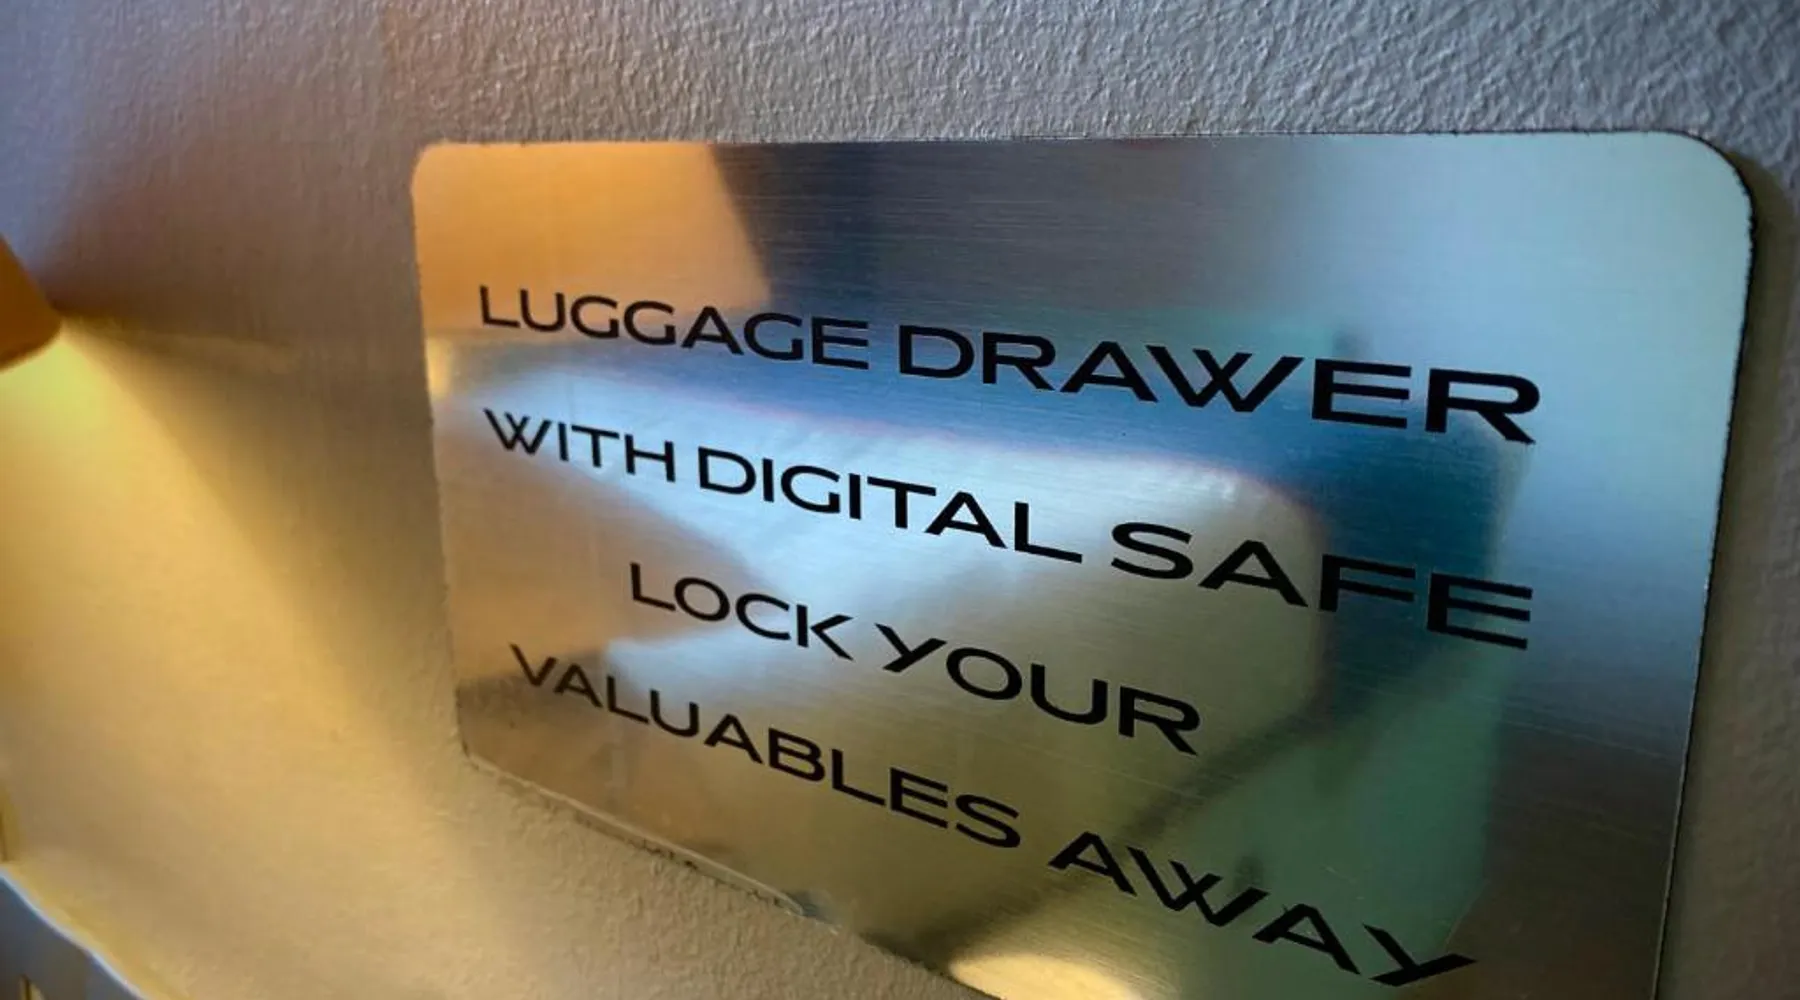 LUGGAGE DRAWER
WITH DIGITAL SAFE
LOCK YOUR
VALUABLES AWAY